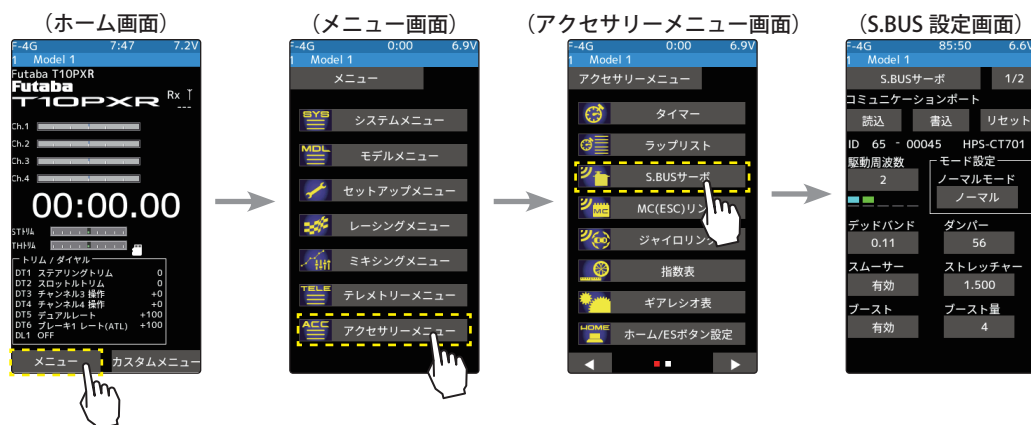 （ホーム画面）
F-4G 7:47 7.2V
1 Model 1
Futaba T10PXR
Futaba
T10PXR
Rx
---
Ch.1
Ch.2
Ch.3
Ch.4
00:00.00
STﾄﾘﾑ
THﾄﾘﾑ
トリム / ダイヤル
DT1 ステアリングトリム 0
DT2 スロットルトリム 0
DT3 チャンネル3 操作 +0
DT4 チャンネル4 操作 +0
DT5 デュアルレート +100
DT6 ブレーキ1 レート(ATL) +100
DL1 OFF
メニュー カスタムメニュー
（メニュー画面）
F-4G 0:00 6.9V
1 Model 1
メニュー
SYS システムメニュー
MDL モデルメニュー
セットアップメニュー
レーシングメニュー
ミキシングメニュー
TELE テレメトリーメニュー
ACC アクセサリーメニュー
（アクセサリーメニュー画面）
F-4G 0:00 6.9V
1 Model 1
アクセサリーメニュー
タイマー
ラップリスト
S.BUSサーボ
MC MC(ESC)リン
ジャイロリンク
指数表
ギアレシオ表
HOME ホーム/ESボタン設定
（S.BUS 設定画面）
F-4G 85:50 6.6V
1 Model 1
S.BUSサーボ 1/2
コミュニケーションポート
読込 書込 リセット
ID 65 - 00045 HPS-CT701
駆動周波数
2
モード設定
ノーマルモード
ノーマル
デッドバンド ダンパー
0.11 56
スムーサー ストレッチャー
有効 1.500
ブースト ブースト量
有効 4